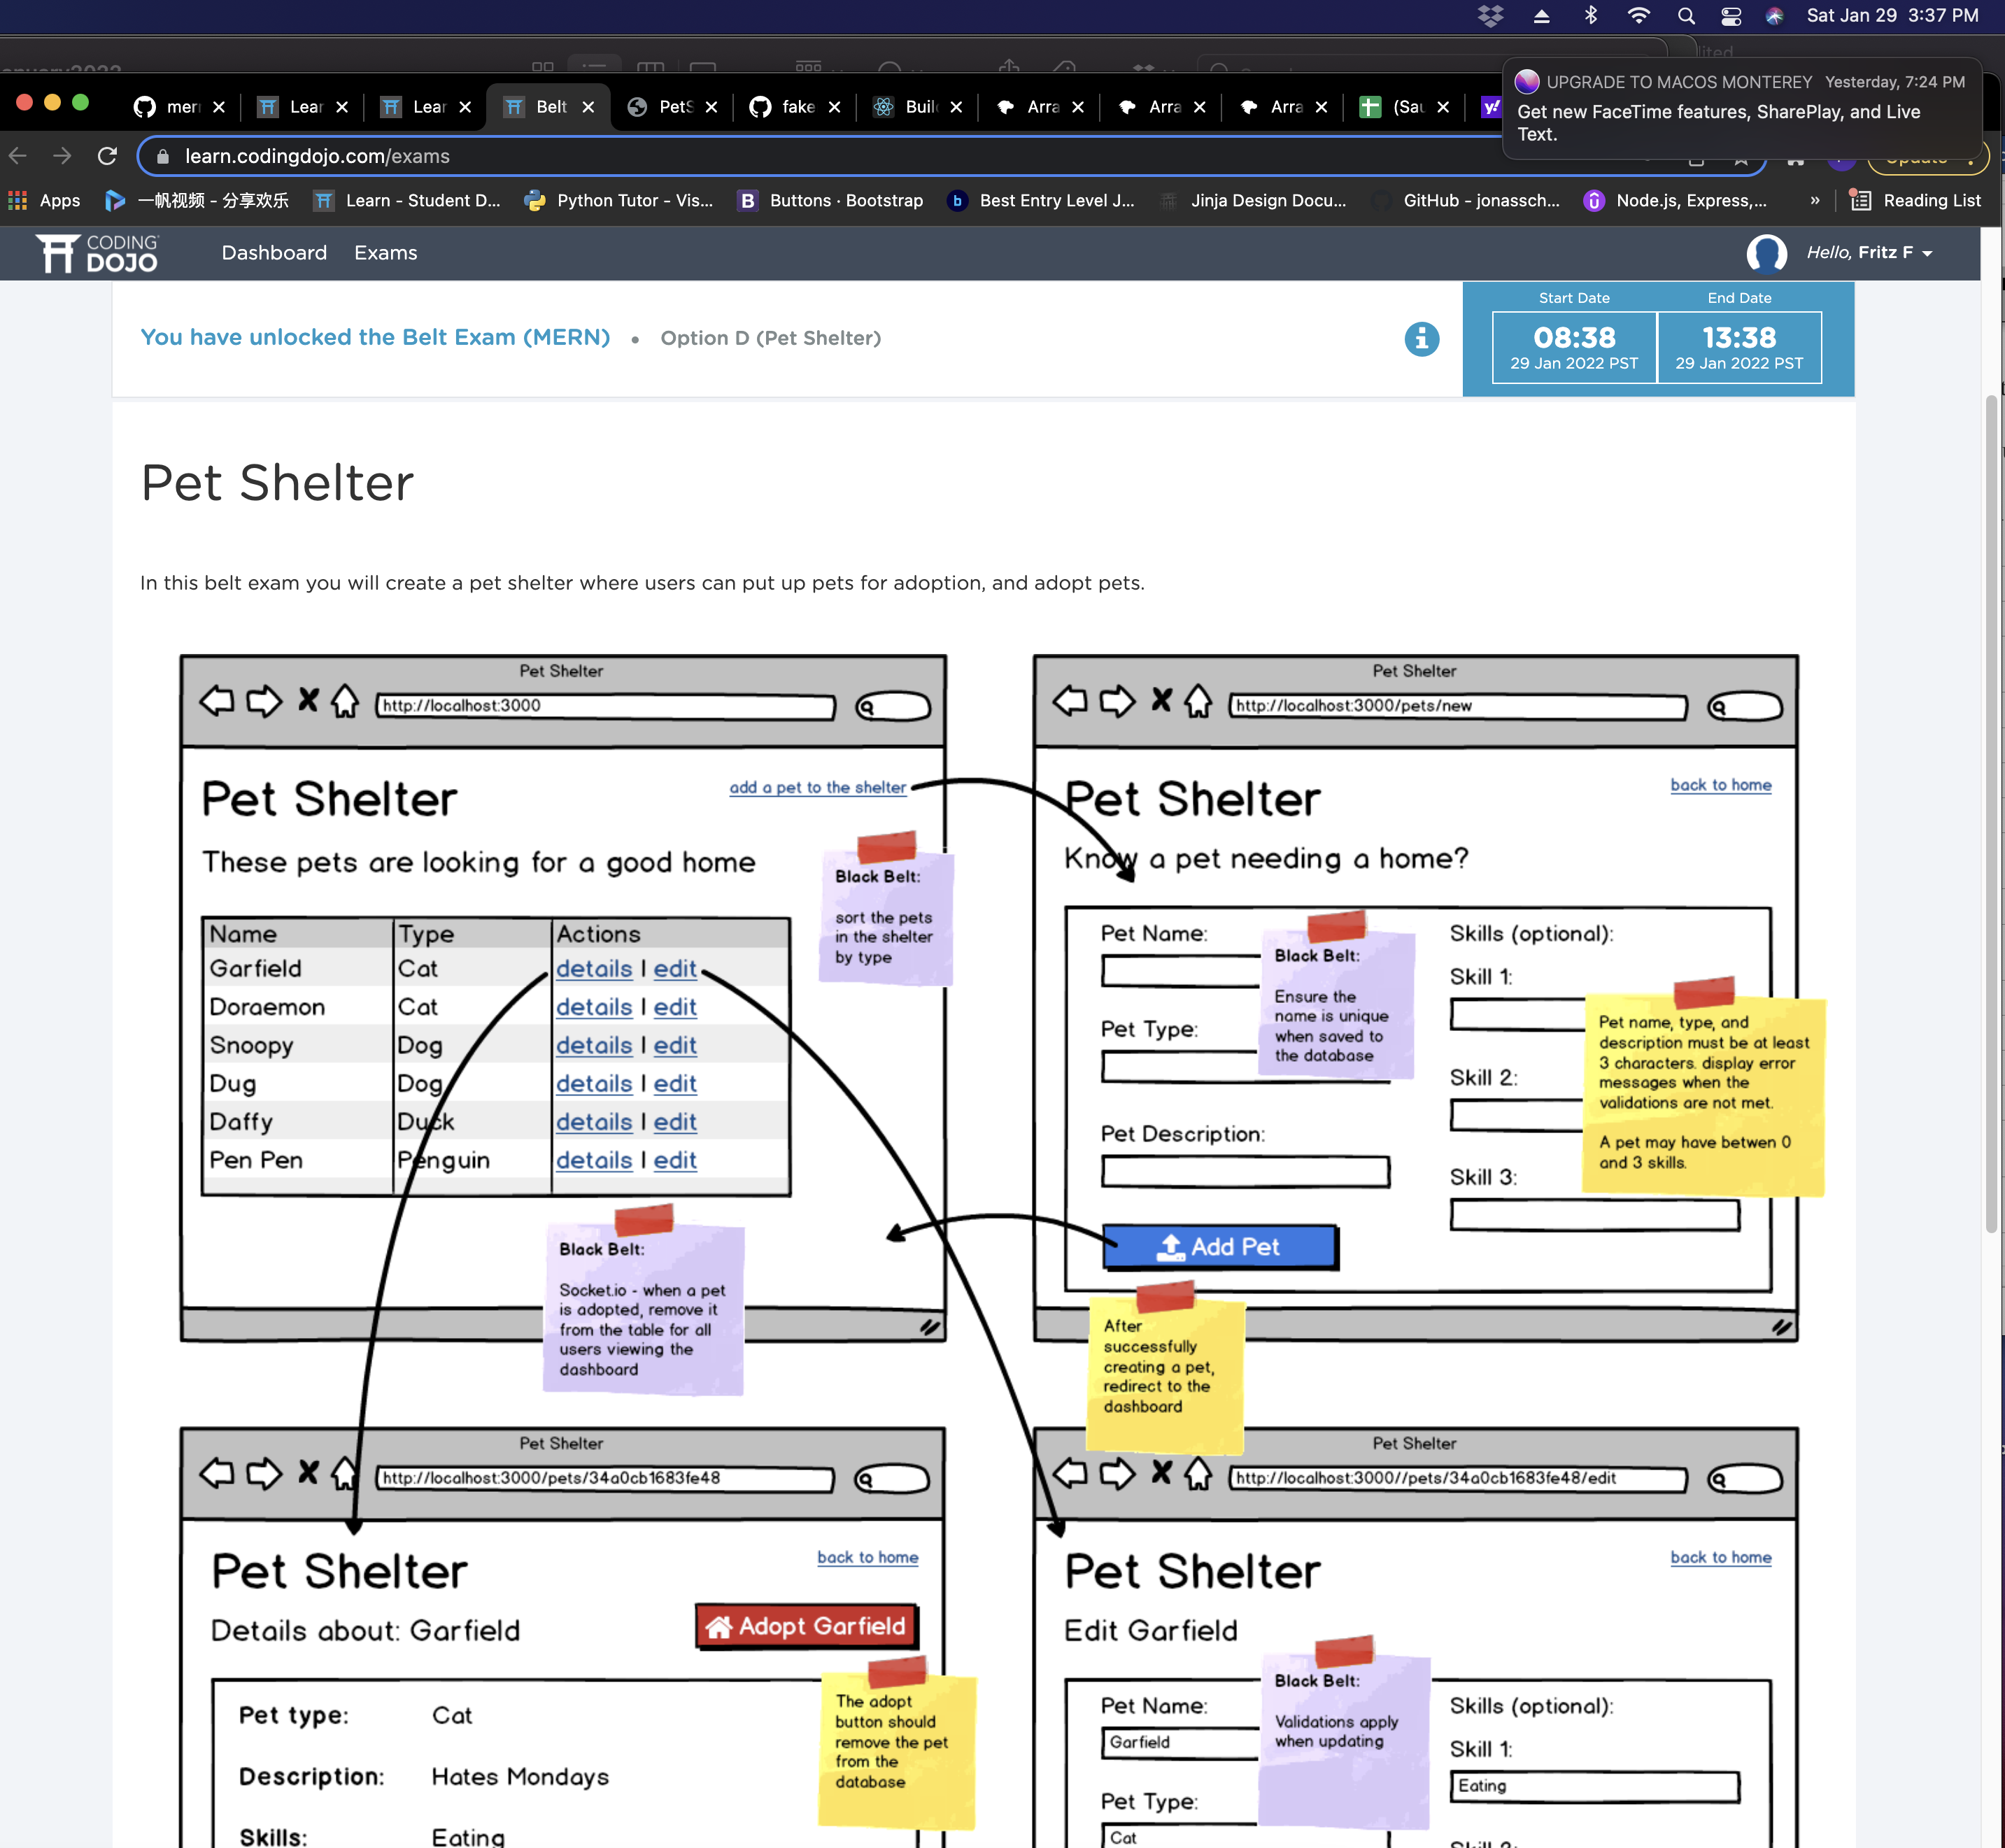 Sat Jan 29 3:37 PM
UPGRADE TO MACOS MONTEREY Yesterday, 7:24 PM
Get new FaceTime features, SharePlay, and Live
Text.
mer Lear Lear Belt PetS fake Buil Arra Arra Arra (Sau y!
learn.codingdojo.com/exams
Apps 一帆视频 - 分享欢乐 Learn - Student D... Python Tutor - Vis... B Buttons · Bootstrap b Best Entry Level J... Jinja Design Docu... GitHub - jonassch... Node.js, Express,... » Reading List
CODING DOJO Dashboard Exams Hello, Fritz F
You have unlocked the Belt Exam (MERN) • Option D (Pet Shelter)
Start Date End Date
08:38 13:38
29 Jan 2022 PST 29 Jan 2022 PST
Pet Shelter
In this belt exam you will create a pet shelter where users can put up pets for adoption, and adopt pets.
Pet Shelter
http://localhost:3000
Pet Shelter
add a pet to the shelter
These pets are looking for a good home
Black Belt:
sort the pets
in the shelter
by type
Name Type Actions
Garfield Cat details | edit
Doraemon Cat details | edit
Snoopy Dog details | edit
Dug Dog details | edit
Daffy Duck details | edit
Pen Pen Penguin details | edit
Black Belt:
Socket.io - when a pet
is adopted, remove it
from the table for all
users viewing the
dashboard
Pet Shelter
http://localhost:3000/pets/new
Pet Shelter
back to home
Know a pet needing a home?
Pet Name:
Black Belt:
Ensure the
name is unique
when saved to
the database
Pet Type:
Pet Description:
Add Pet
Skills (optional):
Skill 1:
Skill 2:
Skill 3:
Pet name, type, and
description must be at least
3 characters. display error
messages when the
validations are not met.
A pet may have betwen 0
and 3 skills.
After
successfully
creating a pet,
redirect to the
dashboard
Pet Shelter
http://localhost:3000/pets/34a0cb1683fe48
Pet Shelter
back to home
Details about: Garfield
Adopt Garfield
Pet type: Cat
Description: Hates Mondays
Skills: Eating
The adopt
button should
remove the pet
from the
database
Pet Shelter
http://localhost:3000//pets/34a0cb1683fe48/edit
Pet Shelter
back to home
Edit Garfield
Pet Name:
Garfield
Pet Type:
Cat
Black Belt:
Validations apply
when updating
Skills (optional):
Skill 1:
Eating